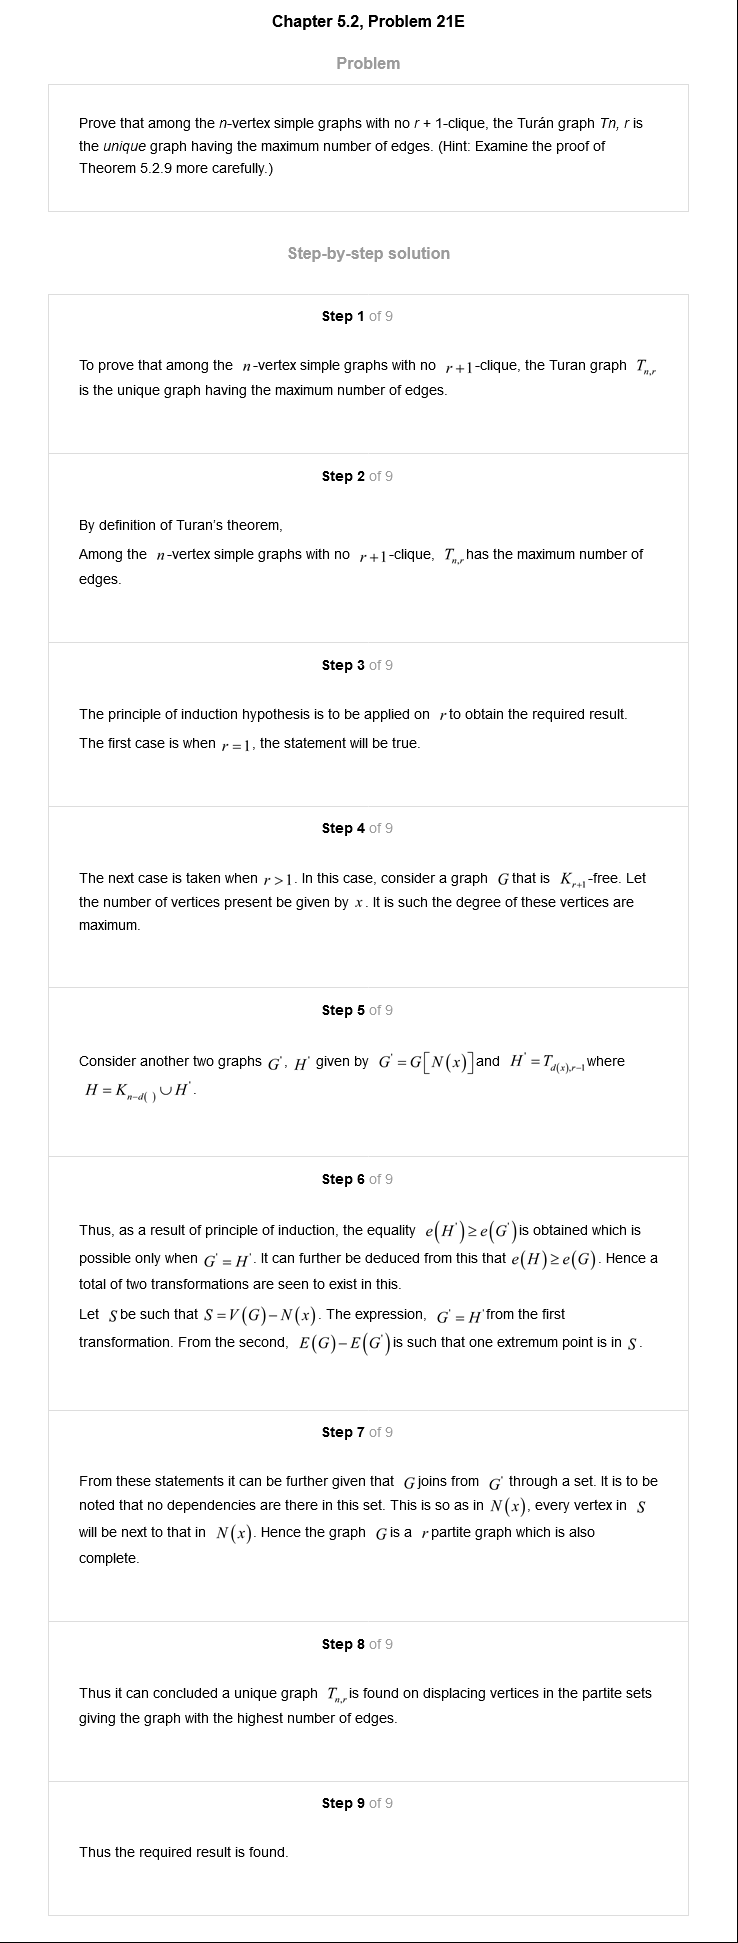 Chapter 5.2, Problem 21E
Problem
Prove that among the n-vertex simple graphs with no r + 1-clique, the Turán graph Tn, r is
the unique graph having the maximum number of edges. (Hint: Examine the proof of
Theorem 5.2.9 more carefully.)
Step-by-step solution
Step 1 of 9
To prove that among the n-vertex simple graphs with no r+1-clique, the Turan graph T_{n,r}
is the unique graph having the maximum number of edges.
Step 2 of 9
By definition of Turan's theorem,
Among the n-vertex simple graphs with no r+1-clique, T_{n,r} has the maximum number of
edges.
Step 3 of 9
The principle of induction hypothesis is to be applied on r to obtain the required result.
The first case is when r=1, the statement will be true.
Step 4 of 9
The next case is taken when r>1. In this case, consider a graph G that is K_{r+1}-free. Let
the number of vertices present be given by x. It is such the degree of these vertices are
maximum.
Step 5 of 9
Consider another two graphs G', H' given by G'=G[N(x)] and H'=T_{d(x),r-1} where
H=K_{n-d( )}∪H'.
Step 6 of 9
Thus, as a result of principle of induction, the equality e(H')≥e(G') is obtained which is
possible only when G'=H'. It can further be deduced from this that e(H)≥e(G). Hence a
total of two transformations are seen to exist in this.
Let S be such that S=V(G)-N(x). The expression, G'=H' from the first
transformation. From the second, E(G)-E(G') is such that one extremum point is in S.
Step 7 of 9
From these statements it can be further given that G joins from G' through a set. It is to be
noted that no dependencies are there in this set. This is so as in N(x), every vertex in S
will be next to that in N(x). Hence the graph G is a r partite graph which is also
complete.
Step 8 of 9
Thus it can concluded a unique graph T_{n,r} is found on displacing vertices in the partite sets
giving the graph with the highest number of edges.
Step 9 of 9
Thus the required result is found.